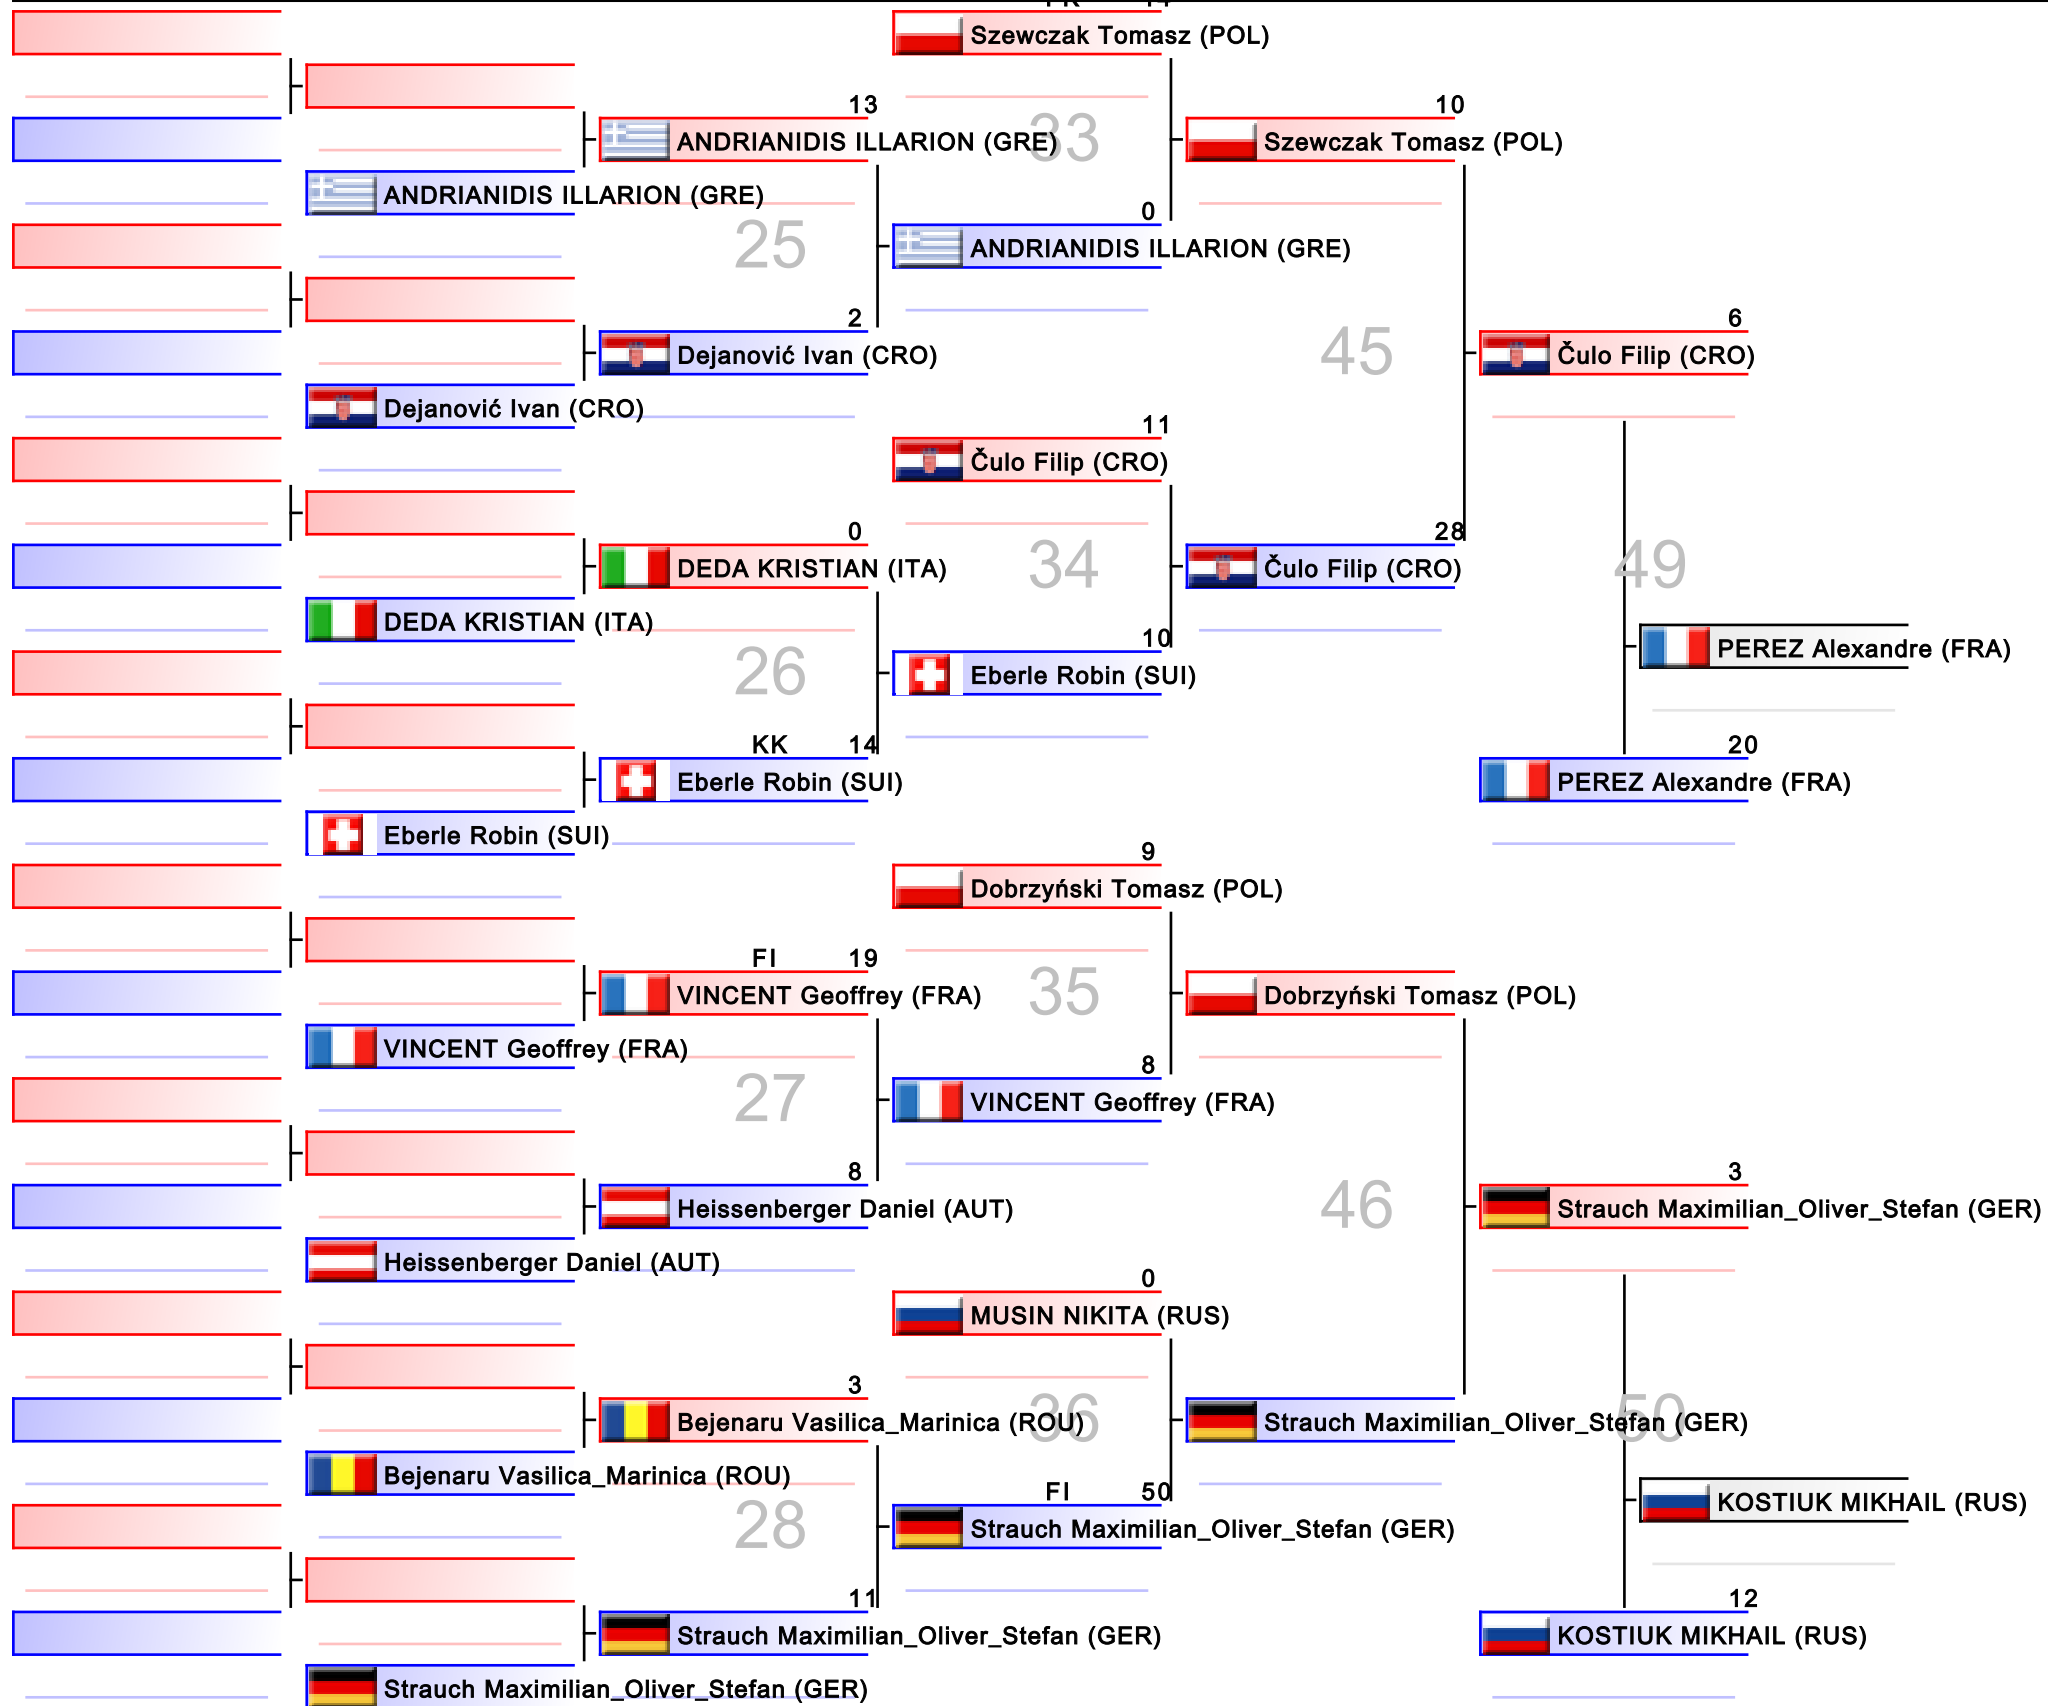 Szewczak Tomasz (POL)
13
10
ANDRIANIDIS ILLARION (GRE)
33
Szewczak Tomasz (POL)
ANDRIANIDIS ILLARION (GRE)
0
25
ANDRIANIDIS ILLARION (GRE)
2
6
Dejanović Ivan (CRO)
45
Čulo Filip (CRO)
Dejanović Ivan (CRO)
11
Čulo Filip (CRO)
0
28
DEDA KRISTIAN (ITA)
34
Čulo Filip (CRO)
49
DEDA KRISTIAN (ITA)
10
PEREZ Alexandre (FRA)
26
Eberle Robin (SUI)
KK 14
20
Eberle Robin (SUI)
PEREZ Alexandre (FRA)
Eberle Robin (SUI)
9
Dobrzyński Tomasz (POL)
FI 19
VINCENT Geoffrey (FRA)
35
Dobrzyński Tomasz (POL)
VINCENT Geoffrey (FRA)
8
27
VINCENT Geoffrey (FRA)
8
3
Heissenberger Daniel (AUT)
46
Strauch Maximilian_Oliver_Stefan (GER)
Heissenberger Daniel (AUT)
0
MUSIN NIKITA (RUS)
3
Bejenaru Vasilica_Marinica (ROU)
36
Strauch Maximilian_Oliver_Stefan (GER)
50
Bejenaru Vasilica_Marinica (ROU)
FI 50
KOSTIUK MIKHAIL (RUS)
28
Strauch Maximilian_Oliver_Stefan (GER)
11
12
Strauch Maximilian_Oliver_Stefan (GER)
KOSTIUK MIKHAIL (RUS)
Strauch Maximilian_Oliver_Stefan (GER)